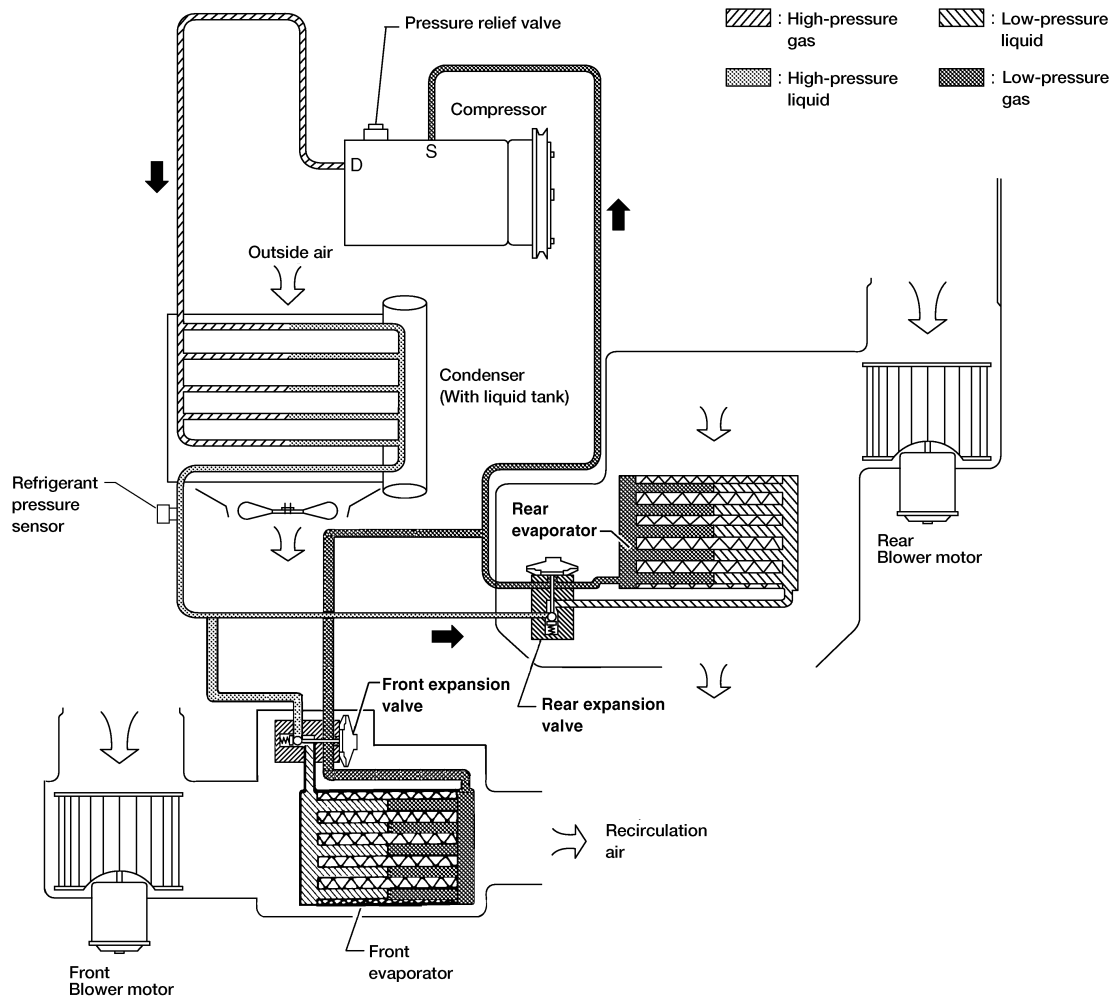 Pressure relief valve
: High-pressure
gas
: Low-pressure
liquid
: High-pressure
liquid
: Low-pressure
gas
Compressor
S
D
Outside air
Condenser
(With liquid tank)
Refrigerant
pressure
sensor
Rear
evaporator
Rear
Blower motor
Front expansion
valve
Rear expansion
valve
Recirculation
air
Front
evaporator
Front
Blower motor